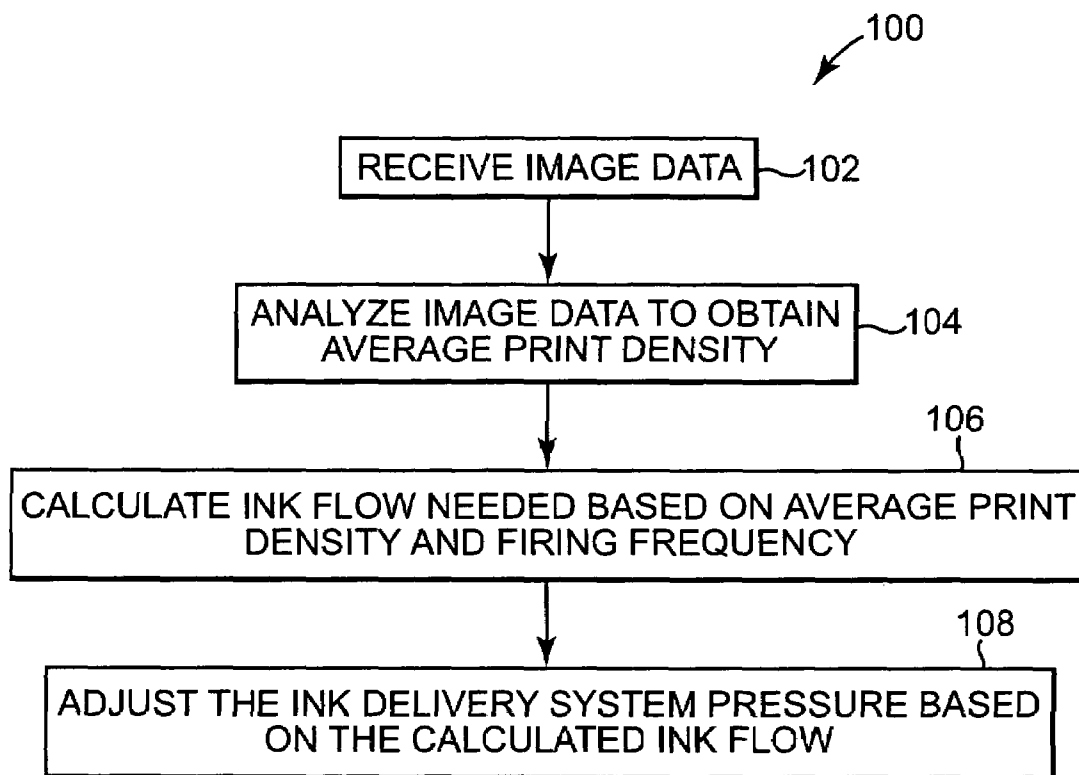 100
RECEIVE IMAGE DATA
102
ANALYZE IMAGE DATA TO OBTAIN
AVERAGE PRINT DENSITY
104
106
CALCULATE INK FLOW NEEDED BASED ON AVERAGE PRINT
DENSITY AND FIRING FREQUENCY
108
ADJUST THE INK DELIVERY SYSTEM PRESSURE BASED
ON THE CALCULATED INK FLOW